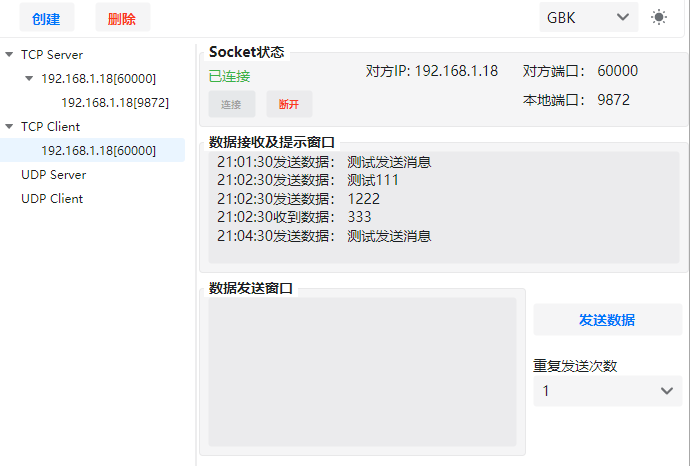 创建
删除
GBK
TCP Server
192.168.1.18[60000]
192.168.1.18[9872]
TCP Client
192.168.1.18[60000]
UDP Server
UDP Client
Socket状态
已连接
对方IP: 192.168.1.18
对方端口： 60000
连接
断开
本地端口： 9872
数据接收及提示窗口
21:01:30发送数据： 测试发送消息
21:02:30发送数据： 测试111
21:02:30发送数据： 1222
21:02:30收到数据： 333
21:04:30发送数据： 测试发送消息
数据发送窗口
发送数据
重复发送次数
1